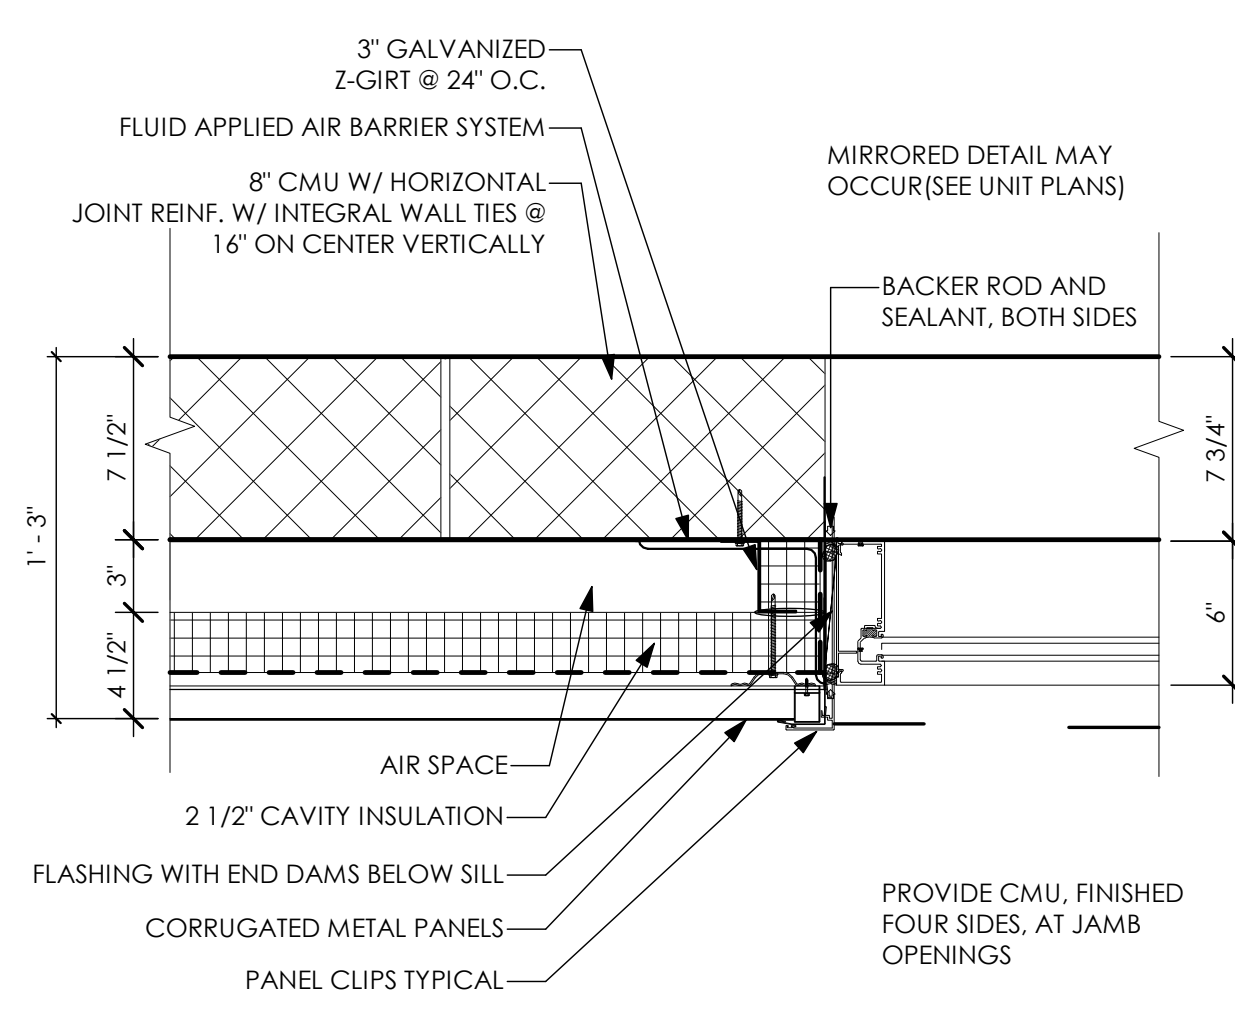 3" GALVANIZED
Z-GIRT @ 24" O.C.
FLUID APPLIED AIR BARRIER SYSTEM
8" CMU W/ HORIZONTAL
JOINT REINF. W/ INTEGRAL WALL TIES @
16" ON CENTER VERTICALLY
MIRRORED DETAIL MAY
OCCUR(SEE UNIT PLANS)
BACKER ROD AND
SEALANT, BOTH SIDES
1' - 3"
7 1/2"
3"
4 1/2"
7 3/4"
6"
AIR SPACE
2 1/2" CAVITY INSULATION
FLASHING WITH END DAMS BELOW SILL
CORRUGATED METAL PANELS
PANEL CLIPS TYPICAL
PROVIDE CMU, FINISHED
FOUR SIDES, AT JAMB
OPENINGS